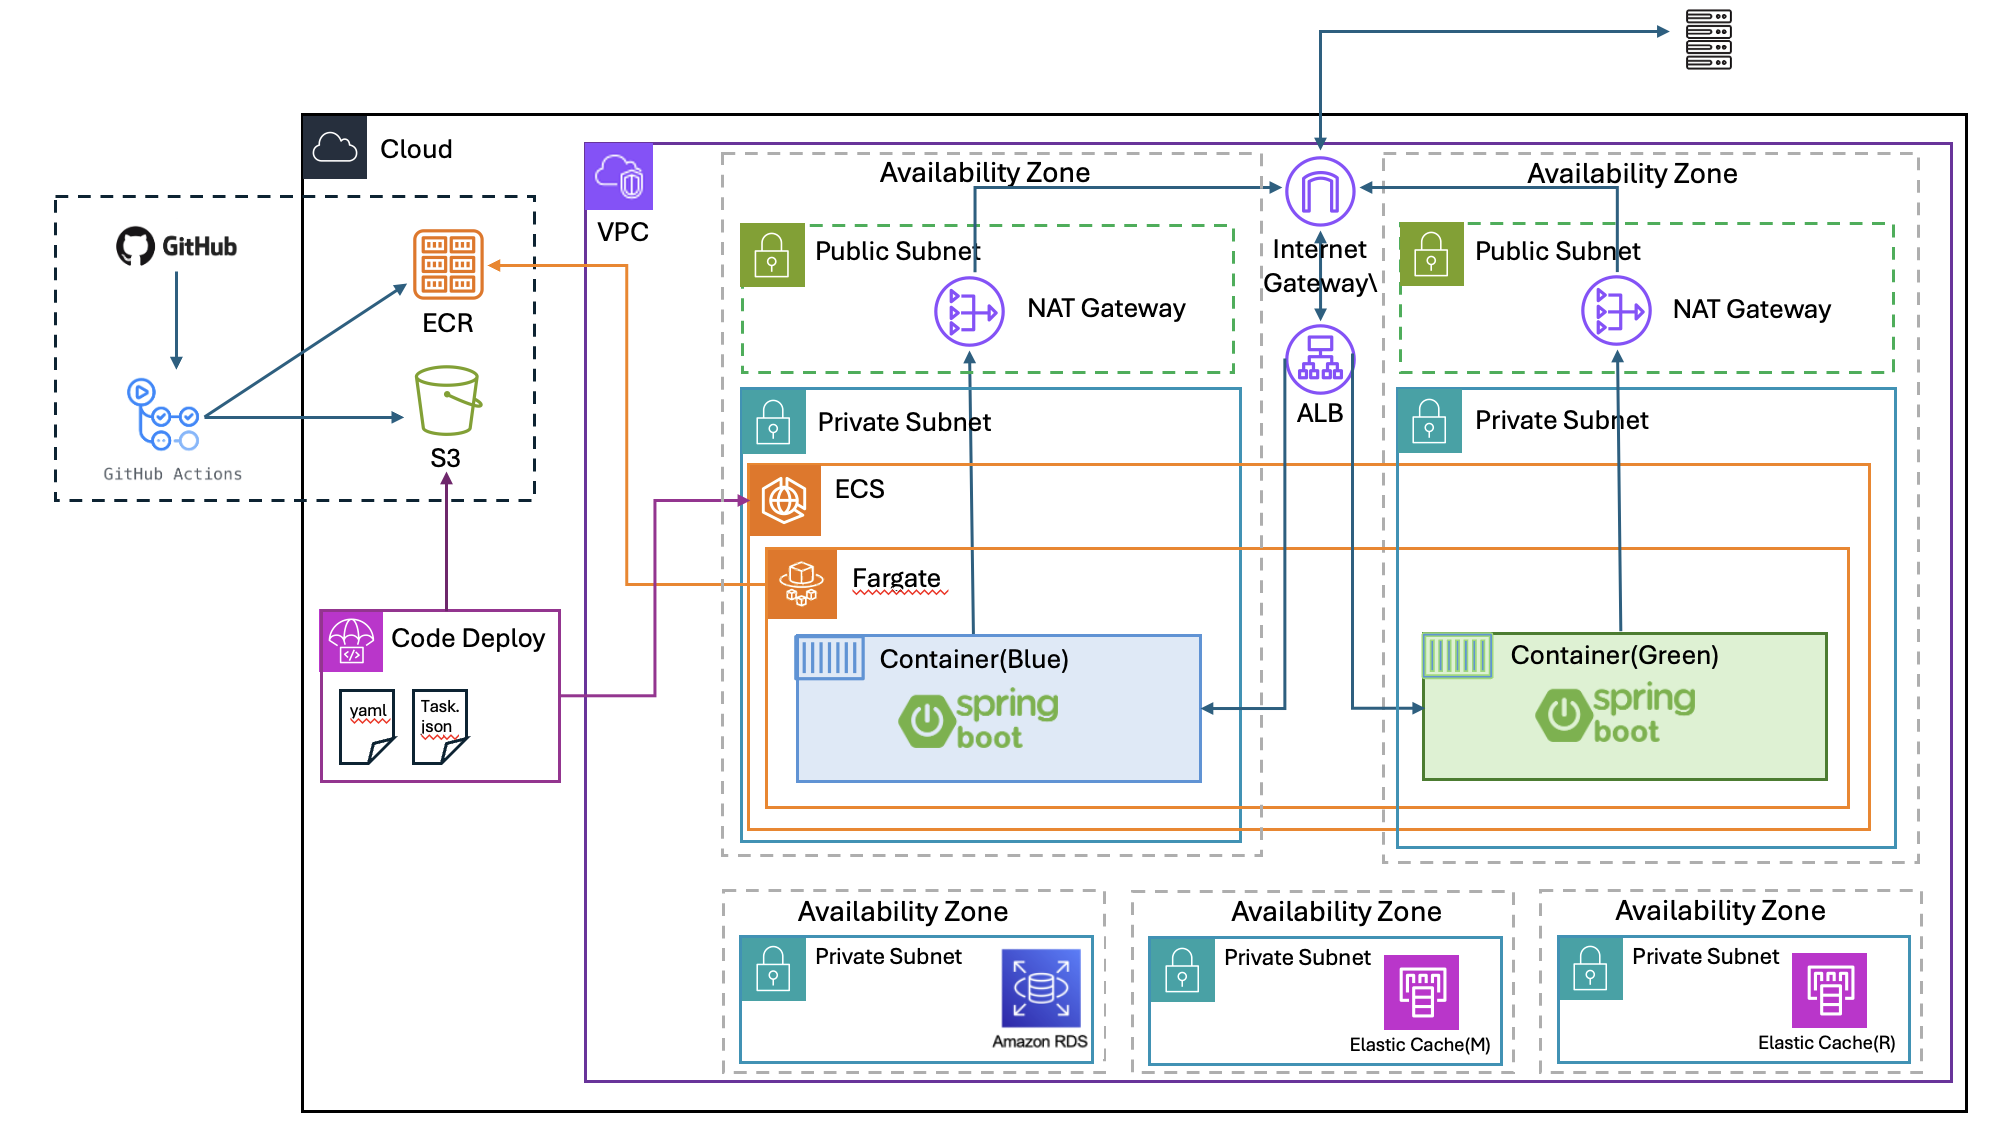 Cloud
VPC
GitHub
GitHub Actions
ECR
S3
Code Deploy
yaml
Task.
json
Availability Zone
Public Subnet
NAT Gateway
Internet
Gateway\
ALB
Availability Zone
Public Subnet
NAT Gateway
Private Subnet
Private Subnet
ECS
Fargate
Container(Blue)
spring
boot
Container(Green)
spring
boot
Availability Zone
Private Subnet
Amazon RDS
Availability Zone
Private Subnet
Elastic Cache(M)
Availability Zone
Private Subnet
Elastic Cache(R)